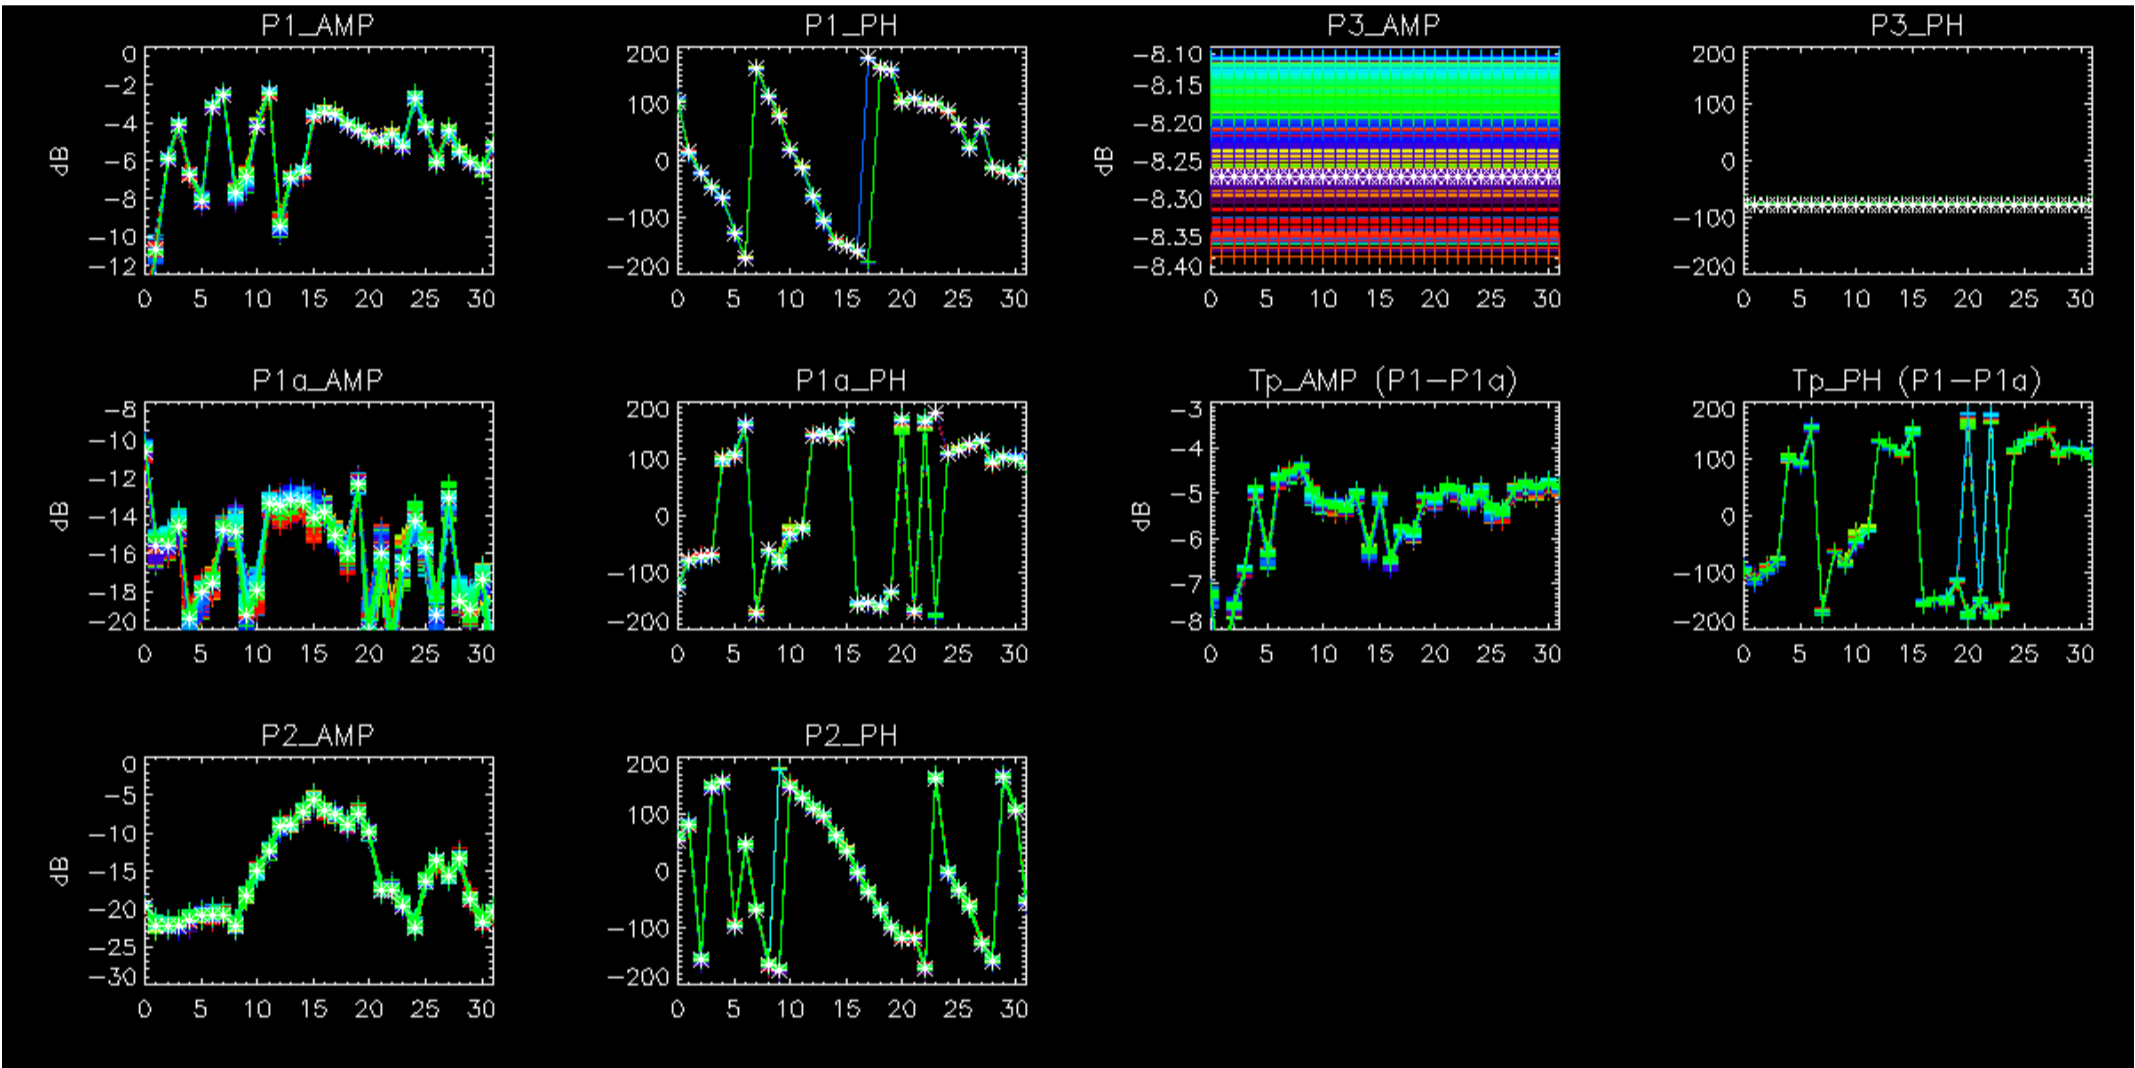 P1_AMP
P1_PH
P3_AMP
P3_PH
dB
0
-2
-4
-6
-8
-10
-12
0 5 10 15 20 25 30
200
100
0
-100
-200
0 5 10 15 20 25 30
dB
-8.10
-8.15
-8.20
-8.25
-8.30
-8.35
-8.40
0 5 10 15 20 25 30
200
100
0
-100
-200
0 5 10 15 20 25 30
P1a_AMP
P1a_PH
Tp_AMP (P1-P1a)
Tp_PH (P1-P1a)
dB
-8
-10
-12
-14
-16
-18
-20
0 5 10 15 20 25 30
200
100
0
-100
-200
0 5 10 15 20 25 30
dB
-3
-4
-5
-6
-7
-8
0 5 10 15 20 25 30
200
100
0
-100
-200
0 5 10 15 20 25 30
P2_AMP
P2_PH
dB
0
-5
-10
-15
-20
-25
-30
0 5 10 15 20 25 30
200
100
0
-100
-200
0 5 10 15 20 25 30